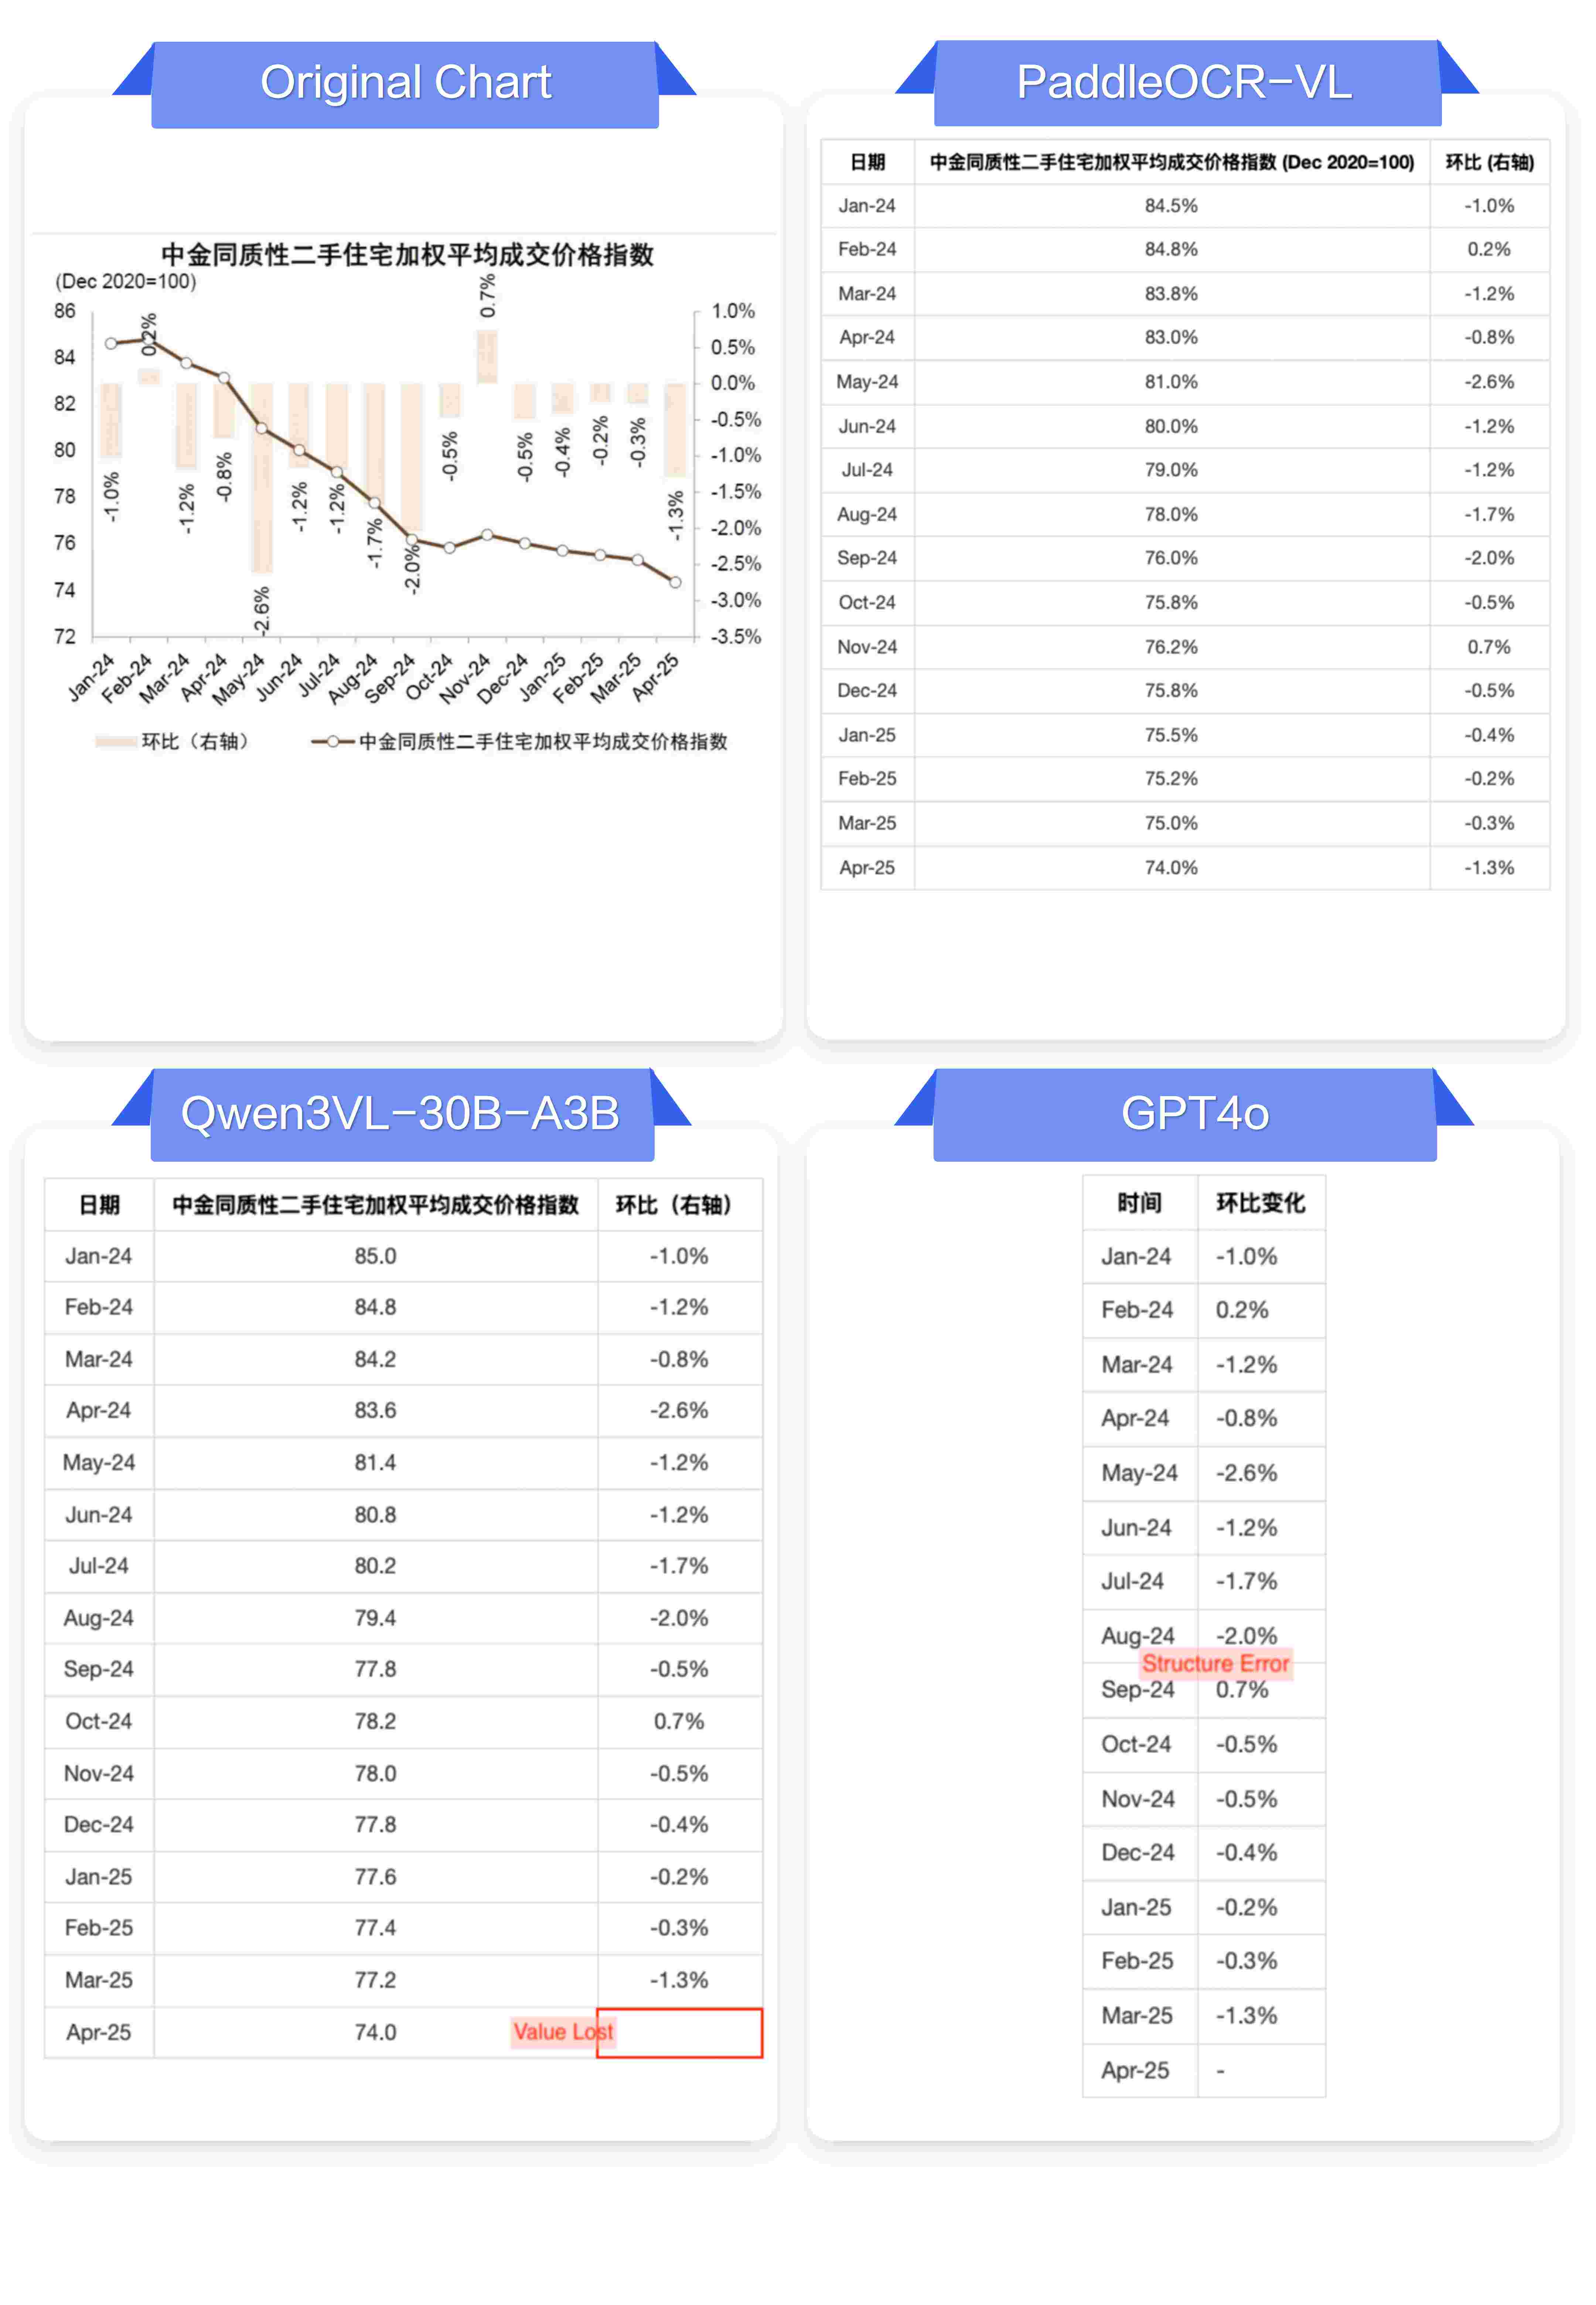 Original Chart
中金同质性二手住宅加权平均成交价格指数
(Dec 2020=100)
86
84
82
80
78
76
74
72
1.0%
0.5%
0.0%
-0.5%
-1.0%
-1.5%
-2.0%
-2.5%
-3.0%
-3.5%
-1.0%
0.2%
-1.2%
-0.8%
-2.6%
-1.2%
-1.2%
-1.7%
-2.0%
-0.5%
0.7%
-0.5%
-0.4%
-0.2%
-0.3%
-1.3%
Jan-24
Feb-24
Mar-24
Apr-24
May-24
Jun-24
Jul-24
Aug-24
Sep-24
Oct-24
Nov-24
Dec-24
Jan-25
Feb-25
Mar-25
Apr-25
环比（右轴） 中金同质性二手住宅加权平均成交价格指数
PaddleOCR-VL
日期 中金同质性二手住宅加权平均成交价格指数 (Dec 2020=100) 环比 (右轴)
Jan-24 84.5% -1.0%
Feb-24 84.8% 0.2%
Mar-24 83.8% -1.2%
Apr-24 83.0% -0.8%
May-24 81.0% -2.6%
Jun-24 80.0% -1.2%
Jul-24 79.0% -1.2%
Aug-24 78.0% -1.7%
Sep-24 76.0% -2.0%
Oct-24 75.8% -0.5%
Nov-24 76.2% 0.7%
Dec-24 75.8% -0.5%
Jan-25 75.5% -0.4%
Feb-25 75.2% -0.2%
Mar-25 75.0% -0.3%
Apr-25 74.0% -1.3%
Qwen3VL-30B-A3B
日期 中金同质性二手住宅加权平均成交价格指数 环比（右轴）
Jan-24 85.0 -1.0%
Feb-24 84.8 -1.2%
Mar-24 84.2 -0.8%
Apr-24 83.6 -2.6%
May-24 81.4 -1.2%
Jun-24 80.8 -1.2%
Jul-24 80.2 -1.7%
Aug-24 79.4 -2.0%
Sep-24 77.8 -0.5%
Oct-24 78.2 0.7%
Nov-24 78.0 -0.5%
Dec-24 77.8 -0.4%
Jan-25 77.6 -0.2%
Feb-25 77.4 -0.3%
Mar-25 77.2 -1.3%
Apr-25 74.0 Value Lost
GPT4o
时间 环比变化
Jan-24 -1.0%
Feb-24 0.2%
Mar-24 -1.2%
Apr-24 -0.8%
May-24 -2.6%
Jun-24 -1.2%
Jul-24 -1.7%
Aug-24 -2.0%
Structure Error
Sep-24 0.7%
Oct-24 -0.5%
Nov-24 -0.5%
Dec-24 -0.4%
Jan-25 -0.2%
Feb-25 -0.3%
Mar-25 -1.3%
Apr-25 -